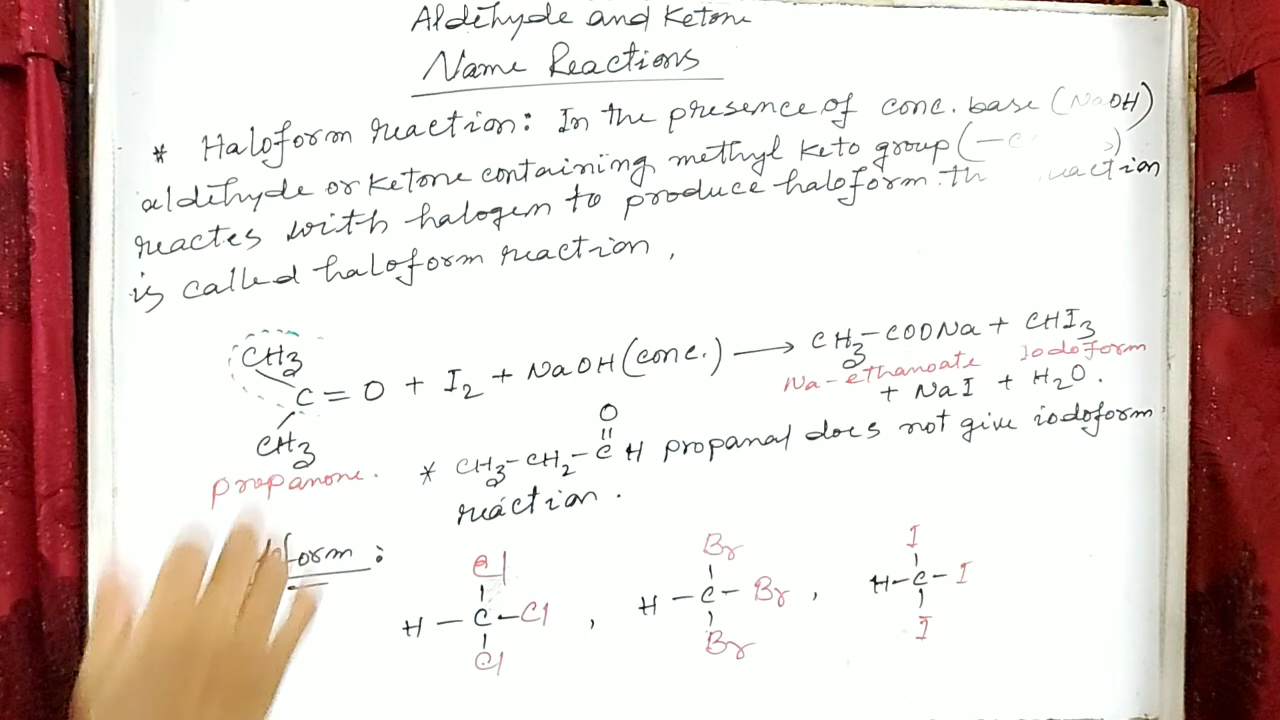 Aldehyde and Ketone
Name Reactions
* Haloform reaction: In the presence of conc. base (NaOH)
aldehyde or ketone containing methyl keto group (-C )
reactes with halogen to produce haloform. th
is called haloform reaction,
CH3
C = O + I2 + NaOH (conc.) ⟶ CH3-COONa + CHI3
Na-ethanoate Iodoform
+ NaI + H2O.
CH3
propanone.
O
||
* CH3-CH2-C H propanal does not give iodoform
reaction.
form :
Cl Br I
H - C - Cl , H - C - Br , H - C - I
Cl Br I